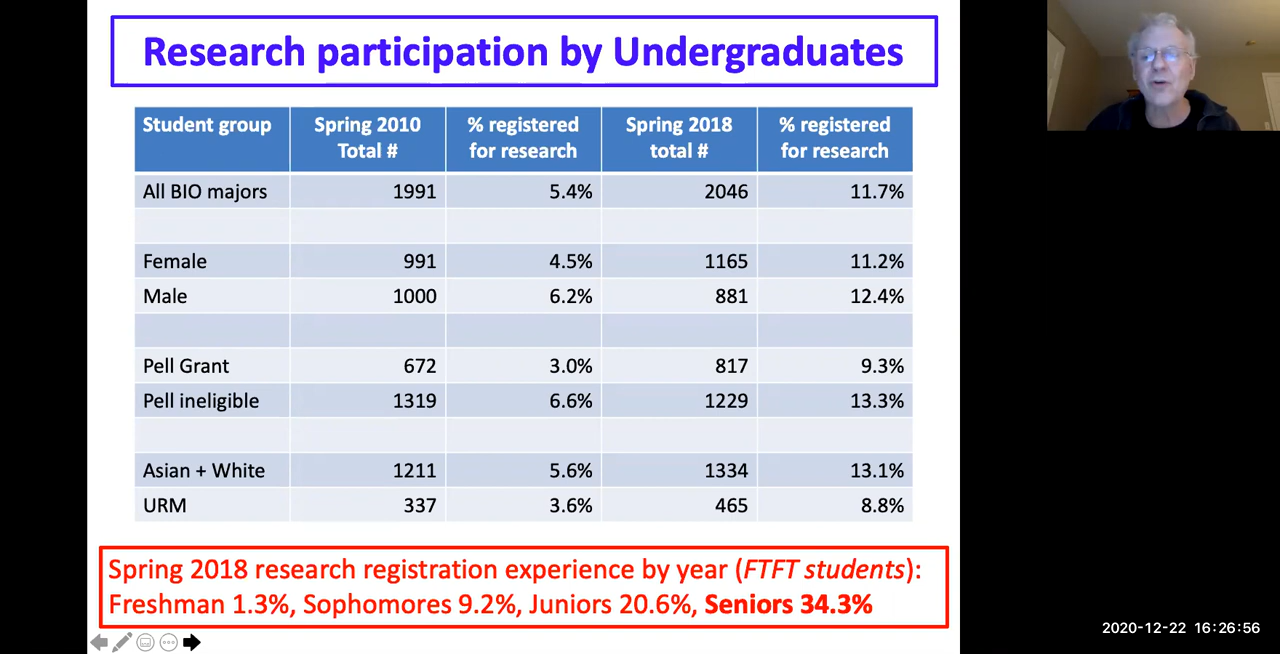 Research participation by Undergraduates
Student group Spring 2010 Total # % registered for research Spring 2018 total # % registered for research
All BIO majors 1991 5.4% 2046 11.7%
Female 991 4.5% 1165 11.2%
Male 1000 6.2% 881 12.4%
Pell Grant 672 3.0% 817 9.3%
Pell ineligible 1319 6.6% 1229 13.3%
Asian + White 1211 5.6% 1334 13.1%
URM 337 3.6% 465 8.8%
Spring 2018 research registration experience by year (FTFT students):
Freshman 1.3%, Sophomores 9.2%, Juniors 20.6%, Seniors 34.3%
2020-12-22 16:26:56